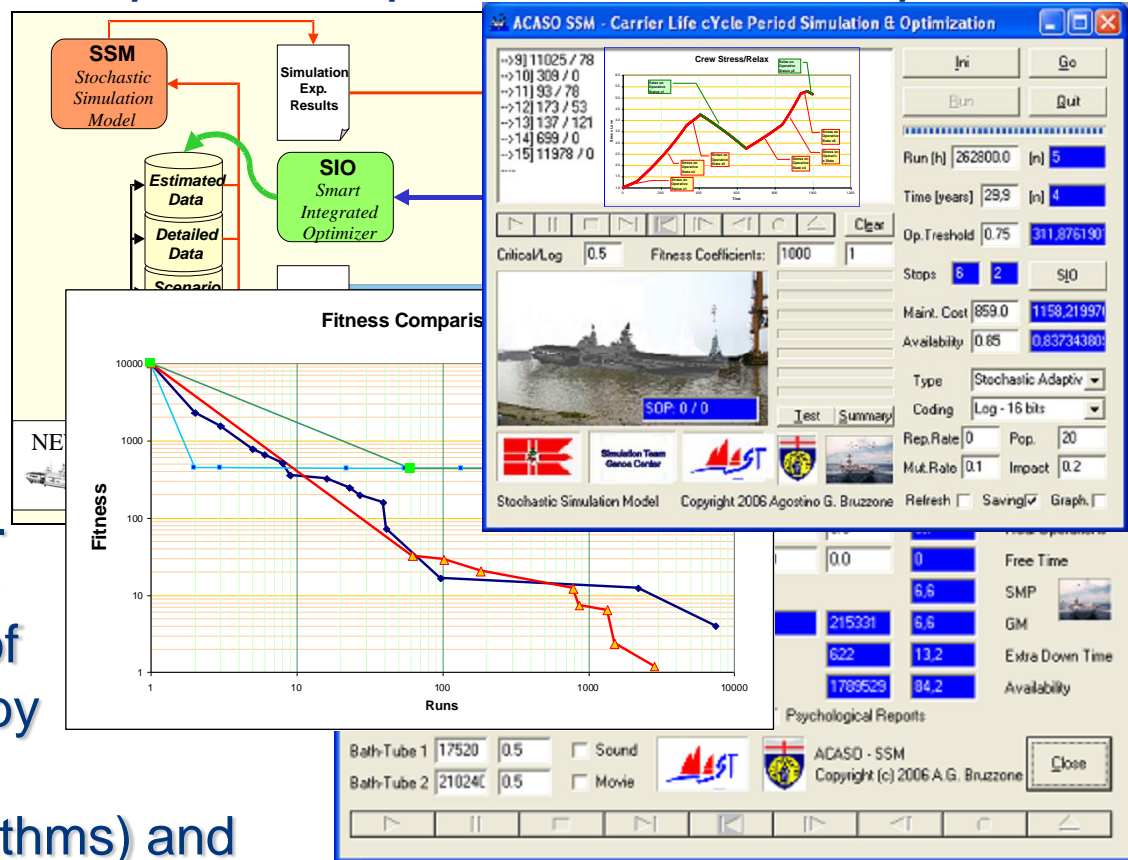 SSM
Stochastic
Simulation
Model
Simulation
Exp.
Results
SIO
Smart
Integrated
Optimizer
Estimated
Data
Detailed
Data
Scenario
NE
of
by
thms) and
Fitness Comparis
Fitness
10000
1000
100
10
1
1 10 100 1000 10000
Runs
ACASO SSM - Carrier Life cYcle Period Simulation & Optimization
-->9] 11025 / 78
-->10] 309 / 0
-->11] 93 / 78
-->12] 173 / 53
-->13] 137 / 121
-->14] 699 / 0
-->15] 11978 / 0
Crew Stress/Relax
Time
Ini Go
Run Quit
Run [h] 262800.0 [n] 5
Time [years] 29,9 [n] 4
Op.Treshold 0.75 311,8761901
Stops 6 2 SIO
Maint. Cost 859.0
Availability 0.85
Type Stochastic Adaptiv
Coding Log - 16 bits
Rep.Rate 0 Pop. 20
Mut.Rate 0.1 Impact 0.2
Refresh Saving Graph.
Clear
Critical/Log 0.5 Fitness Coefficients: 1000 1
SOP: 0 / 0
Test Summary
Simulation Team
Genoa Center
MAST
Stochastic Simulation Model Copyright 2006 Agostino G. Bruzzone
0.0 0 Free Time
6,6 SMP
215331 6,6 GM
622 13,2 Extra Down Time
1789529 84,2 Availability
Psychological Reports
Bath-Tube 1 17520 0.5 Sound
Bath-Tube 2 0.5 Movie
MAST
ACASO - SSM
Copyright (c) 2006 A.G. Bruzzone
Close